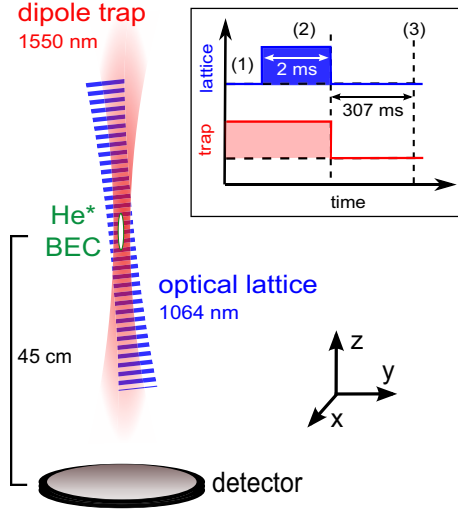 dipole trap
1550 nm
He*
BEC
optical lattice
1064 nm
45 cm
detector
z
y
x
(1)
(2)
(3)
lattice
2 ms
307 ms
trap
time